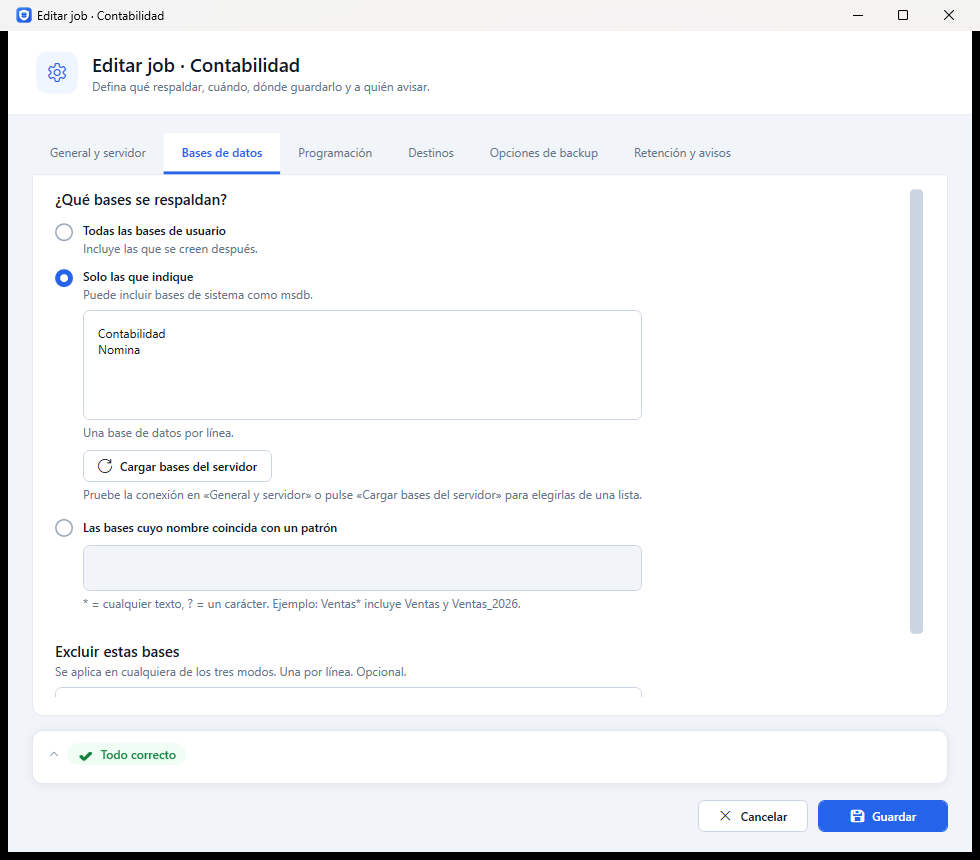 Editar job · Contabilidad
Editar job · Contabilidad
Defina qué respaldar, cuándo, dónde guardarlo y a quién avisar.
General y servidor
Bases de datos
Programación
Destinos
Opciones de backup
Retención y avisos
¿Qué bases se respaldan?
Todas las bases de usuario
Incluye las que se creen después.
Solo las que indique
Puede incluir bases de sistema como msdb.
Contabilidad
Nomina
Una base de datos por línea.
Cargar bases del servidor
Pruebe la conexión en «General y servidor» o pulse «Cargar bases del servidor» para elegirlas de una lista.
Las bases cuyo nombre coincida con un patrón
* = cualquier texto, ? = un carácter. Ejemplo: Ventas* incluye Ventas y Ventas_2026.
Excluir estas bases
Se aplica en cualquiera de los tres modos. Una por línea. Opcional.
Todo correcto
Cancelar
Guardar